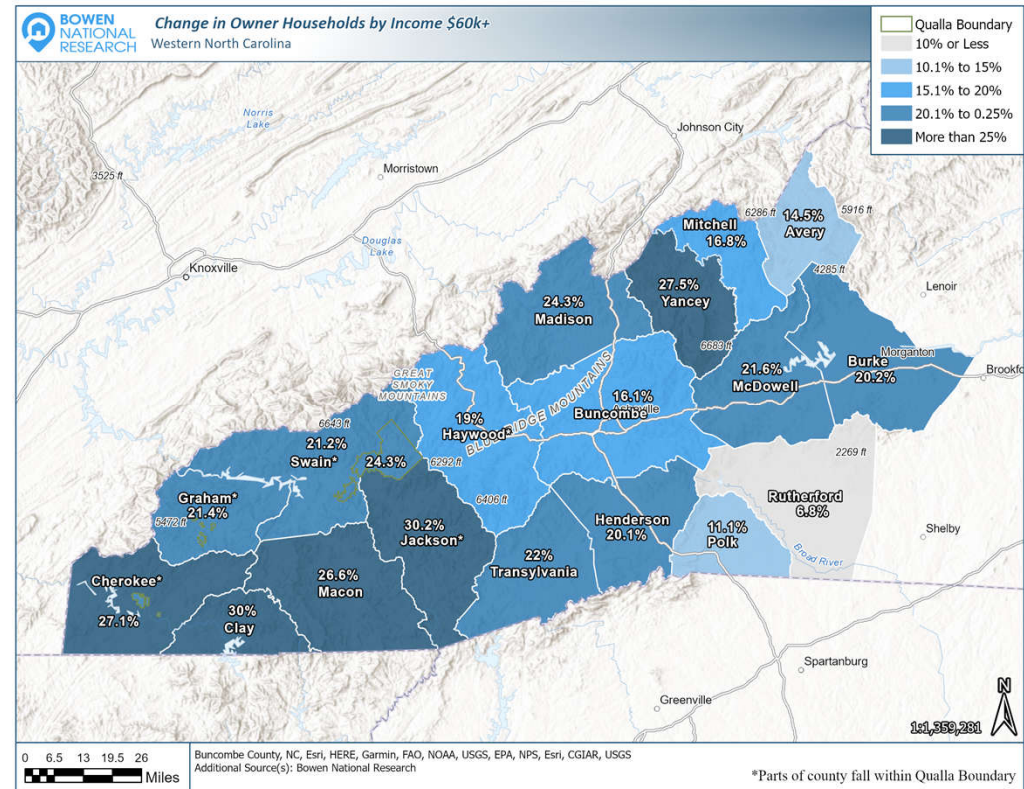 BOWEN
NATIONAL
RESEARCH
Change in Owner Households by Income $60k+
Western North Carolina
Qualla Boundary
10% or Less
10.1% to 15%
15.1% to 20%
20.1% to 0.25%
More than 25%
Norris
Lake
Johnson City
Morristown
3525 ft
Douglas
Lake
Knoxville
6286 ft
14.5%
Avery
5916 ft
Mitchell
16.8%
4285 ft
Lenoir
27.5%
Yancey
24.3%
Madison
6683 ft
21.6%
McDowell
Burke
Morganton
20.2%
Brookfo
GREAT
SMOKY
MOUNTAINS
BLUE RIDGE MOUNTAINS
16.1%
Buncombe
19%
Haywood*
6643 ft
21.2%
Swain*
24.3%
6292 ft
2269 ft
6406 ft
Rutherford
6.8%
Graham*
21.4%
5472 ft
Shelby
30.2%
Jackson*
Henderson
20.1%
11.1%
Polk
Broad River
22%
Transylvania
26.6%
Macon
Cherokee*
27.1%
30%
Clay
Spartanburg
Greenville
N
1:1,359,281
0 6.5 13 19.5 26
Miles
Buncombe County, NC, Esri, HERE, Garmin, FAO, NOAA, USGS, EPA, NPS, Esri, CGIAR, USGS
Additional Source(s): Bowen National Research
*Parts of county fall within Qualla Boundary